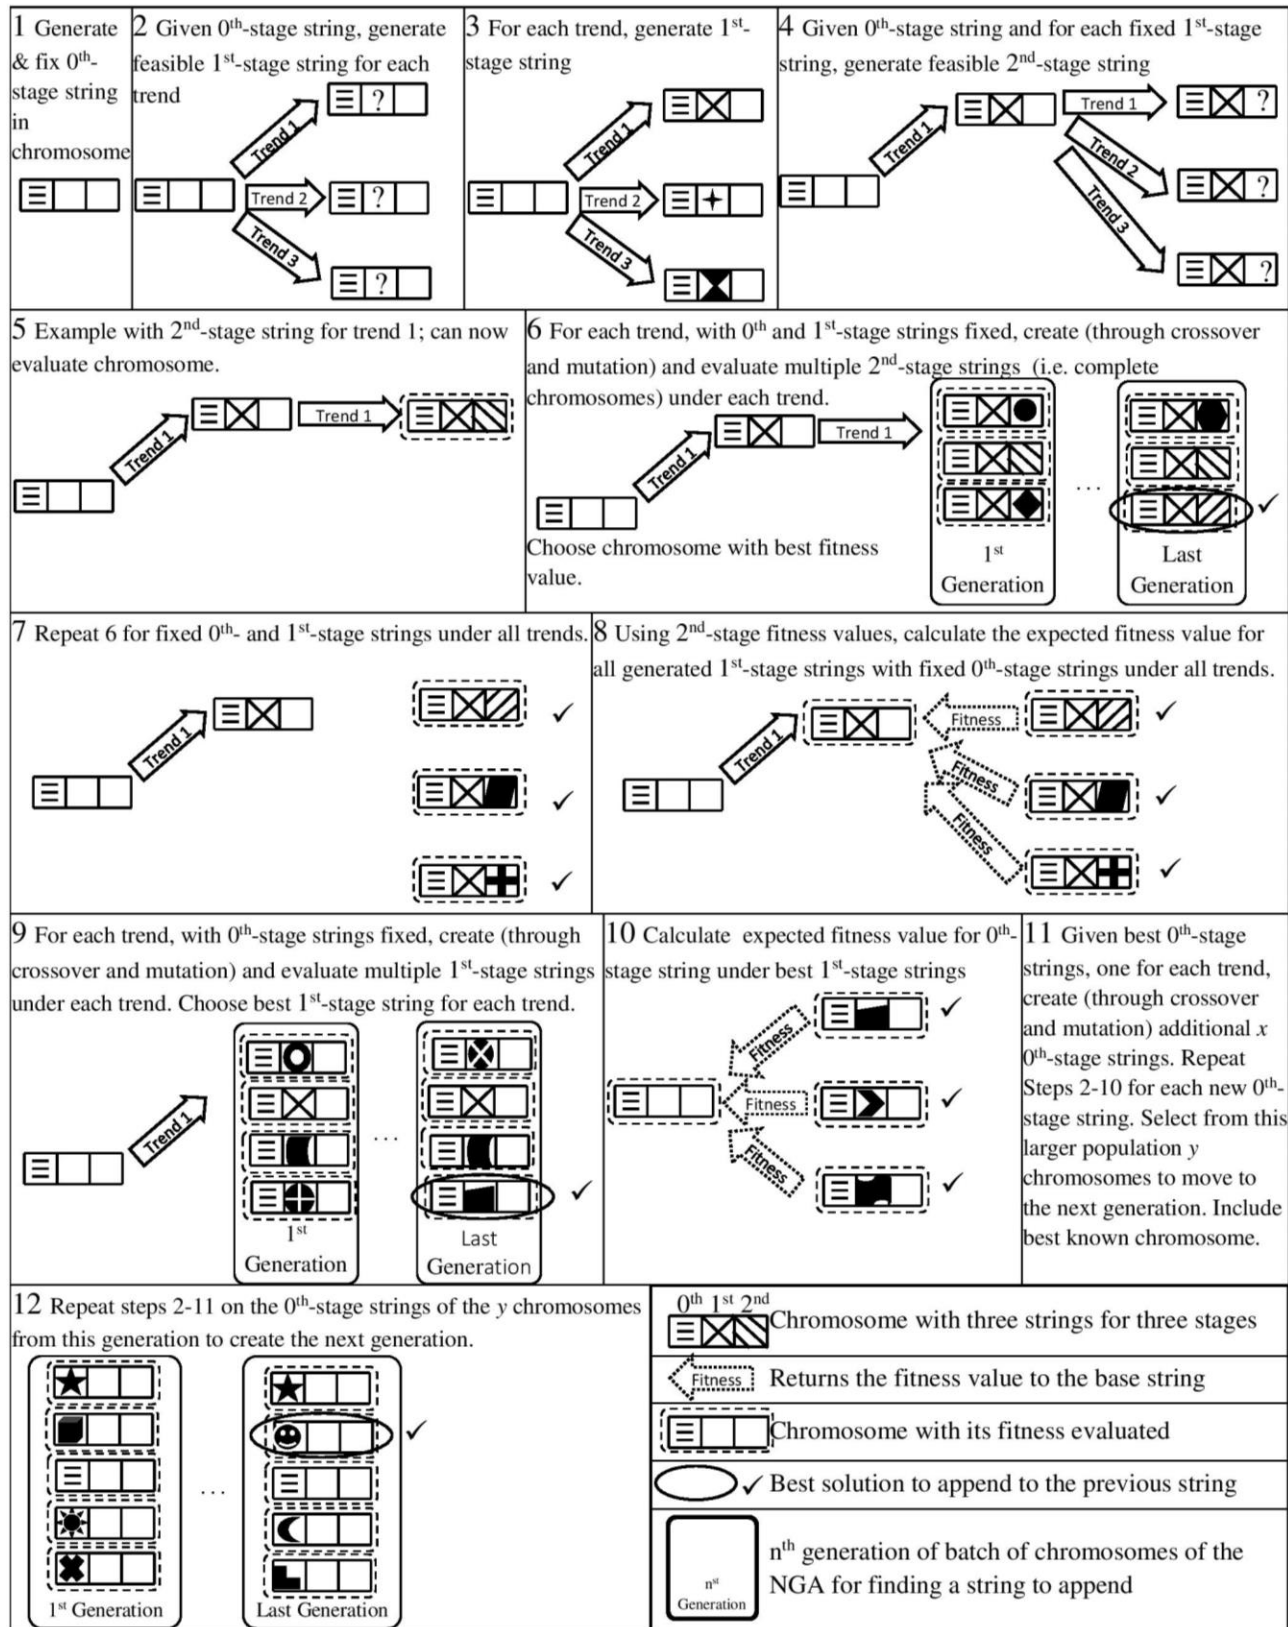 1 Generate
& fix 0th-
stage string
in
chromosome
2 Given 0th-stage string, generate
feasible 1st-stage string for each
trend
Trend 1
?
Trend 2
?
Trend 3
?
3 For each trend, generate 1st-
stage string
Trend 1
Trend 2
Trend 3
4 Given 0th-stage string and for each fixed 1st-stage
string, generate feasible 2nd-stage string
Trend 1
Trend 1
?
Trend 2
?
Trend 3
?
5 Example with 2nd-stage string for trend 1; can now
evaluate chromosome.
Trend 1
Trend 1
6 For each trend, with 0th and 1st-stage strings fixed, create (through crossover
and mutation) and evaluate multiple 2nd-stage strings (i.e. complete
chromosomes) under each trend.
Trend 1
Trend 1
...
Choose chromosome with best fitness
value.
1st
Generation
Last
Generation
7 Repeat 6 for fixed 0th- and 1st-stage strings under all trends.
Trend 1
8 Using 2nd-stage fitness values, calculate the expected fitness value for
all generated 1st-stage strings with fixed 0th-stage strings under all trends.
Trend 1
Fitness
Fitness
Fitness
9 For each trend, with 0th-stage strings fixed, create (through
crossover and mutation) and evaluate multiple 1st-stage strings
under each trend. Choose best 1st-stage string for each trend.
Trend 1
...
1st
Generation
Last
Generation
10 Calculate expected fitness value for 0th-
stage string under best 1st-stage strings
Fitness
Fitness
Fitness
11 Given best 0th-stage
strings, one for each trend,
create (through crossover
and mutation) additional x
0th-stage strings. Repeat
Steps 2-10 for each new 0th-
stage string. Select from this
larger population y
chromosomes to move to
the next generation. Include
best known chromosome.
12 Repeat steps 2-11 on the 0th-stage strings of the y chromosomes
from this generation to create the next generation.
...
1st Generation
Last Generation
0th 1st 2nd
Chromosome with three strings for three stages
Fitness
Returns the fitness value to the base string
Chromosome with its fitness evaluated
Best solution to append to the previous string
nst
Generation
nth generation of batch of chromosomes of the
NGA for finding a string to append